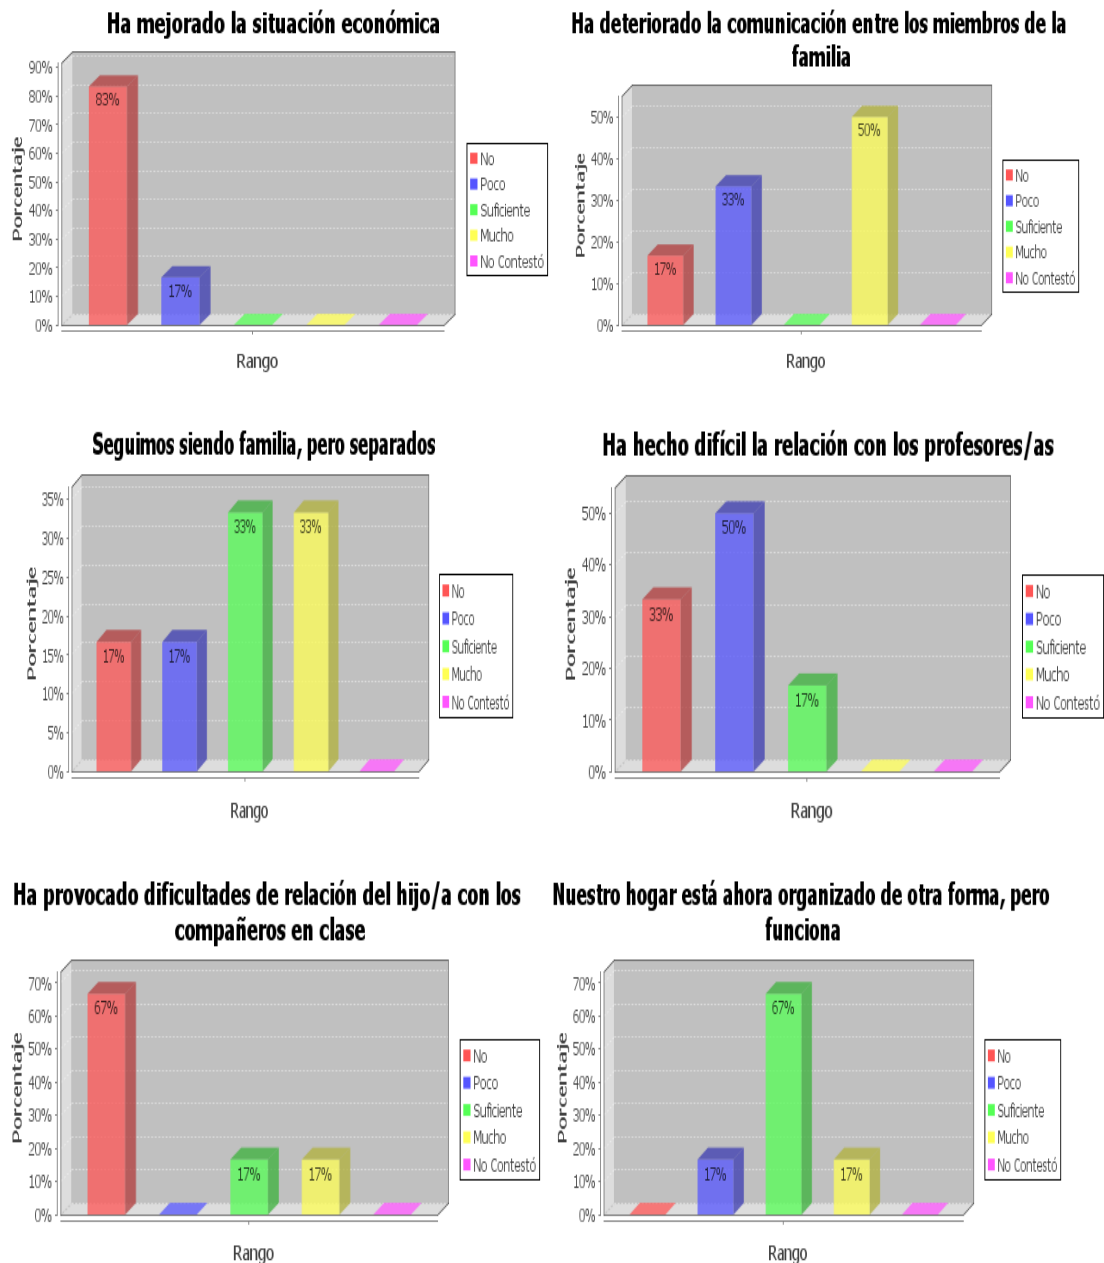 Ha mejorado la situación económica
90%
80%
70%
60%
50%
40%
30%
20%
10%
0%
Porcentaje
83%
17%
Rango
No
Poco
Suficiente
Mucho
No Contestó
Ha deteriorado la comunicación entre los miembros de la
familia
50%
40%
30%
20%
10%
0%
Porcentaje
17%
33%
50%
Rango
No
Poco
Suficiente
Mucho
No Contestó
Seguimos siendo familia, pero separados
35%
30%
25%
20%
15%
10%
5%
0%
Porcentaje
17%
17%
33%
33%
Rango
No
Poco
Suficiente
Mucho
No Contestó
Ha hecho difícil la relación con los profesores/as
50%
40%
30%
20%
10%
0%
Porcentaje
33%
50%
17%
Rango
No
Poco
Suficiente
Mucho
No Contestó
Ha provocado dificultades de relación del hijo/a con los
compañeros en clase
70%
60%
50%
40%
30%
20%
10%
0%
Porcentaje
67%
17%
17%
Rango
No
Poco
Suficiente
Mucho
No Contestó
Nuestro hogar está ahora organizado de otra forma, pero
funciona
70%
60%
50%
40%
30%
20%
10%
0%
Porcentaje
17%
67%
17%
Rango
No
Poco
Suficiente
Mucho
No Contestó